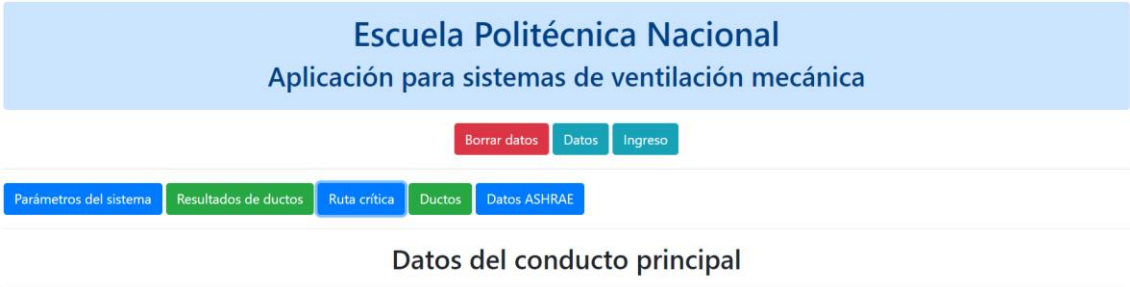 Escuela Politécnica Nacional
Aplicación para sistemas de ventilación mecánica
Borrar datos Datos Ingreso
Parámetros del sistema Resultados de ductos Ruta crítica Ductos Datos ASHRAE
Datos del conducto principal